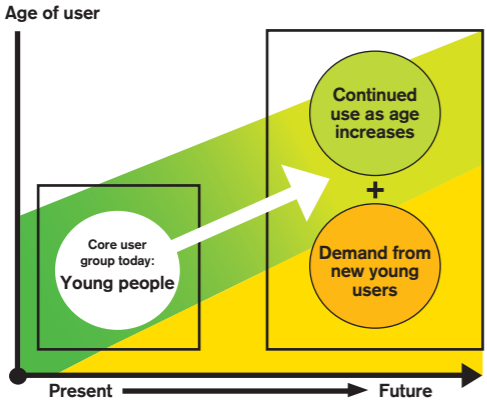 Age of user
Continued
use as age
increases
+
Core user
group today:
Young people
Demand from
new young
users
Present
Future